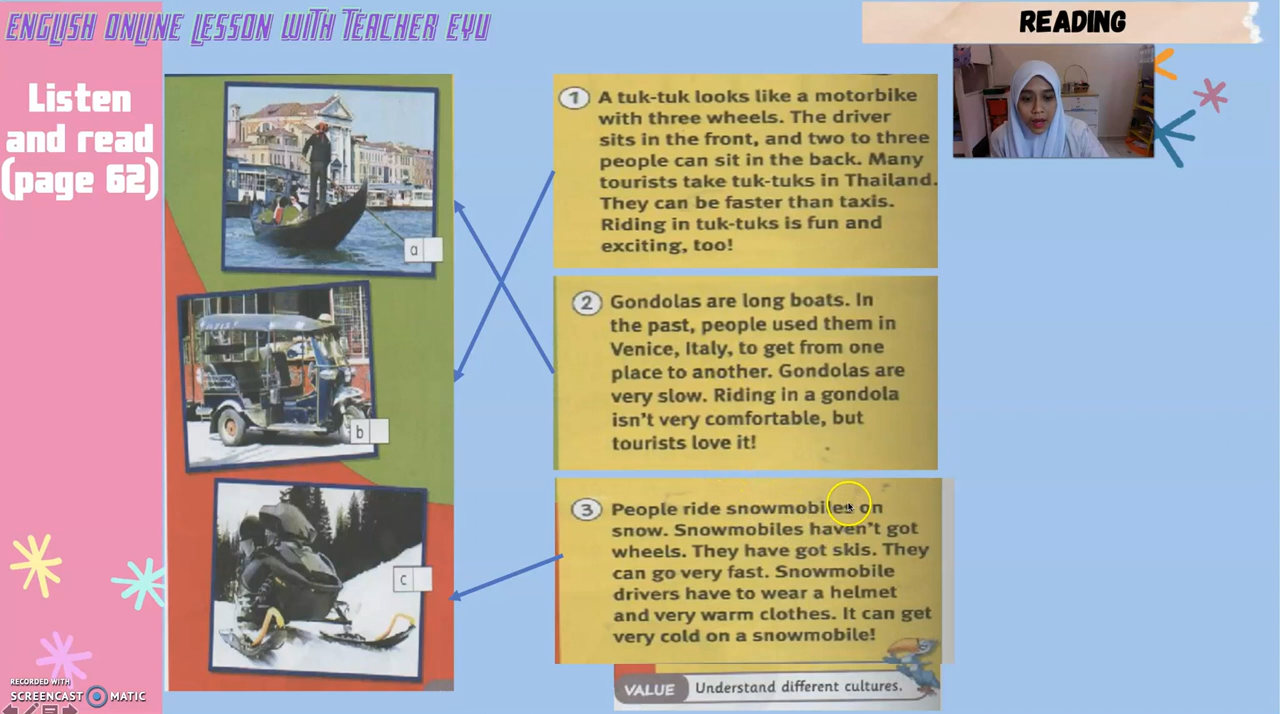 ENGLISH ONLINE LESSON WITH TEACHER EYU
READING
Listen
and read
(page 62)
a
b
c
1 A tuk-tuk looks like a motorbike
with three wheels. The driver
sits in the front, and two to three
people can sit in the back. Many
tourists take tuk-tuks in Thailand.
They can be faster than taxis.
Riding in tuk-tuks is fun and
exciting, too!
2 Gondolas are long boats. In
the past, people used them in
Venice, Italy, to get from one
place to another. Gondolas are
very slow. Riding in a gondola
isn't very comfortable, but
tourists love it!
3 People ride snowmobiles on
snow. Snowmobiles haven't got
wheels. They have got skis. They
can go very fast. Snowmobile
drivers have to wear a helmet
and very warm clothes. It can get
very cold on a snowmobile!
VALUE Understand different cultures.
RECORDED WITH
SCREENCAST MATIC